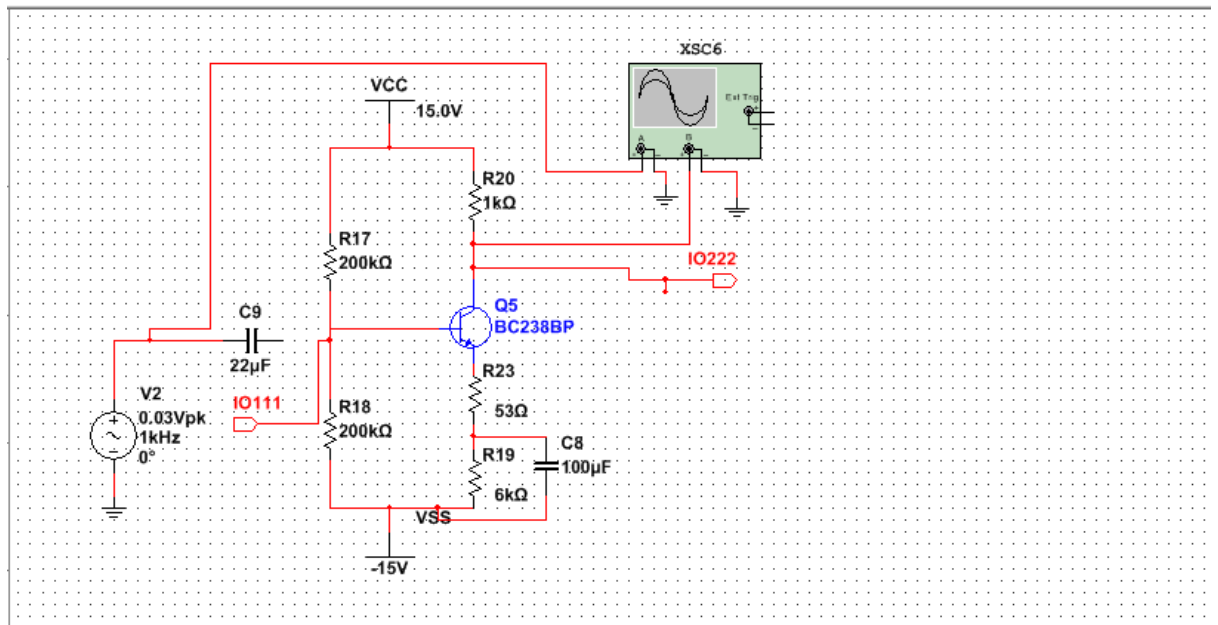 XSC6
VCC
15.0V
Ext Trig
+
-
A
B
+ - + -
R20
1kΩ
R17
200kΩ
IO222
Q5
BC238BP
C9
22µF
R23
53Ω
V2
0.03Vpk
1kHz
0°
IO111
R18
200kΩ
C8
100µF
R19
6kΩ
VSS
-15V